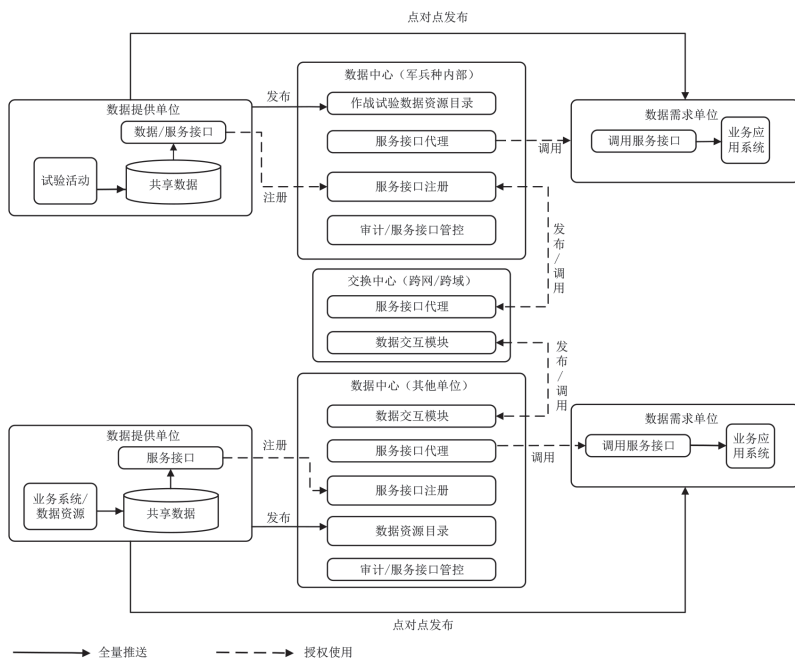 点对点发布
数据中心（军兵种内部）
数据提供单位
发布
作战试验数据资源目录
数据需求单位
数据/服务接口
服务接口代理
调用
调用服务接口
业务应
用系统
试验活动
共享数据
注册
服务接口注册
审计/服务接口管控
发布/调用
交换中心（跨网/跨域）
服务接口代理
数据交互模块
发布/调用
数据中心（其他单位）
数据交互模块
数据需求单位
数据提供单位
注册
服务接口
服务接口代理
调用
调用服务接口
业务应
用系统
业务系统/
数据资源
共享数据
服务接口注册
发布
数据资源目录
审计/服务接口管控
点对点发布
全量推送
授权使用